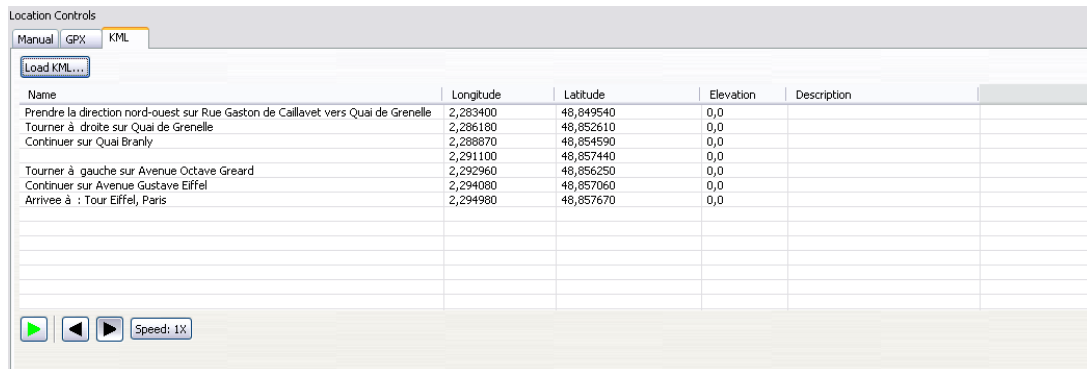 Location Controls
Manual GPX KML
Load KML...
Name Longitude Latitude Elevation Description
Prendre la direction nord-ouest sur Rue Gaston de Caillavet vers Quai de Grenelle 2,283400 48,849540 0,0
Tourner à droite sur Quai de Grenelle 2,286180 48,852610 0,0
Continuer sur Quai Branly 2,288870 48,854590 0,0
2,291100 48,857440 0,0
Tourner à gauche sur Avenue Octave Greard 2,292960 48,856250 0,0
Continuer sur Avenue Gustave Eiffel 2,294080 48,857060 0,0
Arrivee à : Tour Eiffel, Paris 2,294980 48,857670 0,0
Speed: 1X